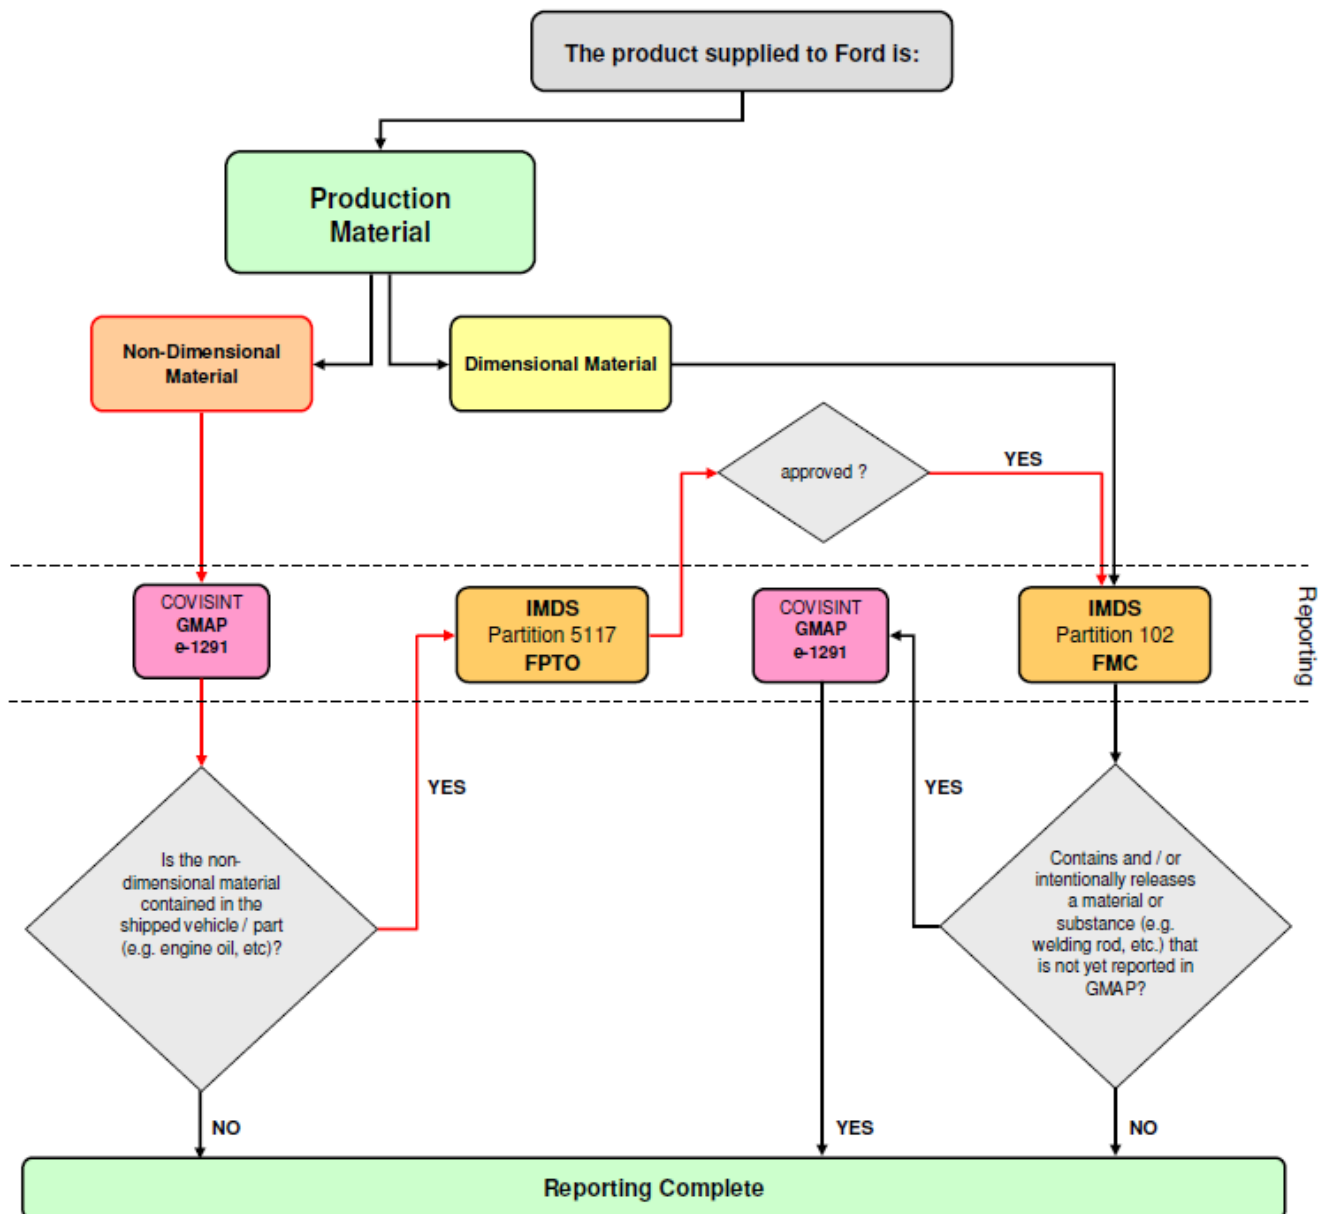 The product supplied to Ford is:
Production
Material
Non-Dimensional
Material
Dimensional Material
approved ?
YES
COVISINT
GMAP
e-1291
IMDS
Partition 5117
FPTO
COVISINT
GMAP
e-1291
IMDS
Partition 102
FMC
Reporting
YES
YES
Is the non-
dimensional material
contained in the
shipped vehicle / part
(e.g. engine oil, etc)?
Contains and / or
intentionally releases
a material or
substance (e.g.
welding rod, etc.) that
is not yet reported in
GMAP?
NO
YES
NO
Reporting Complete